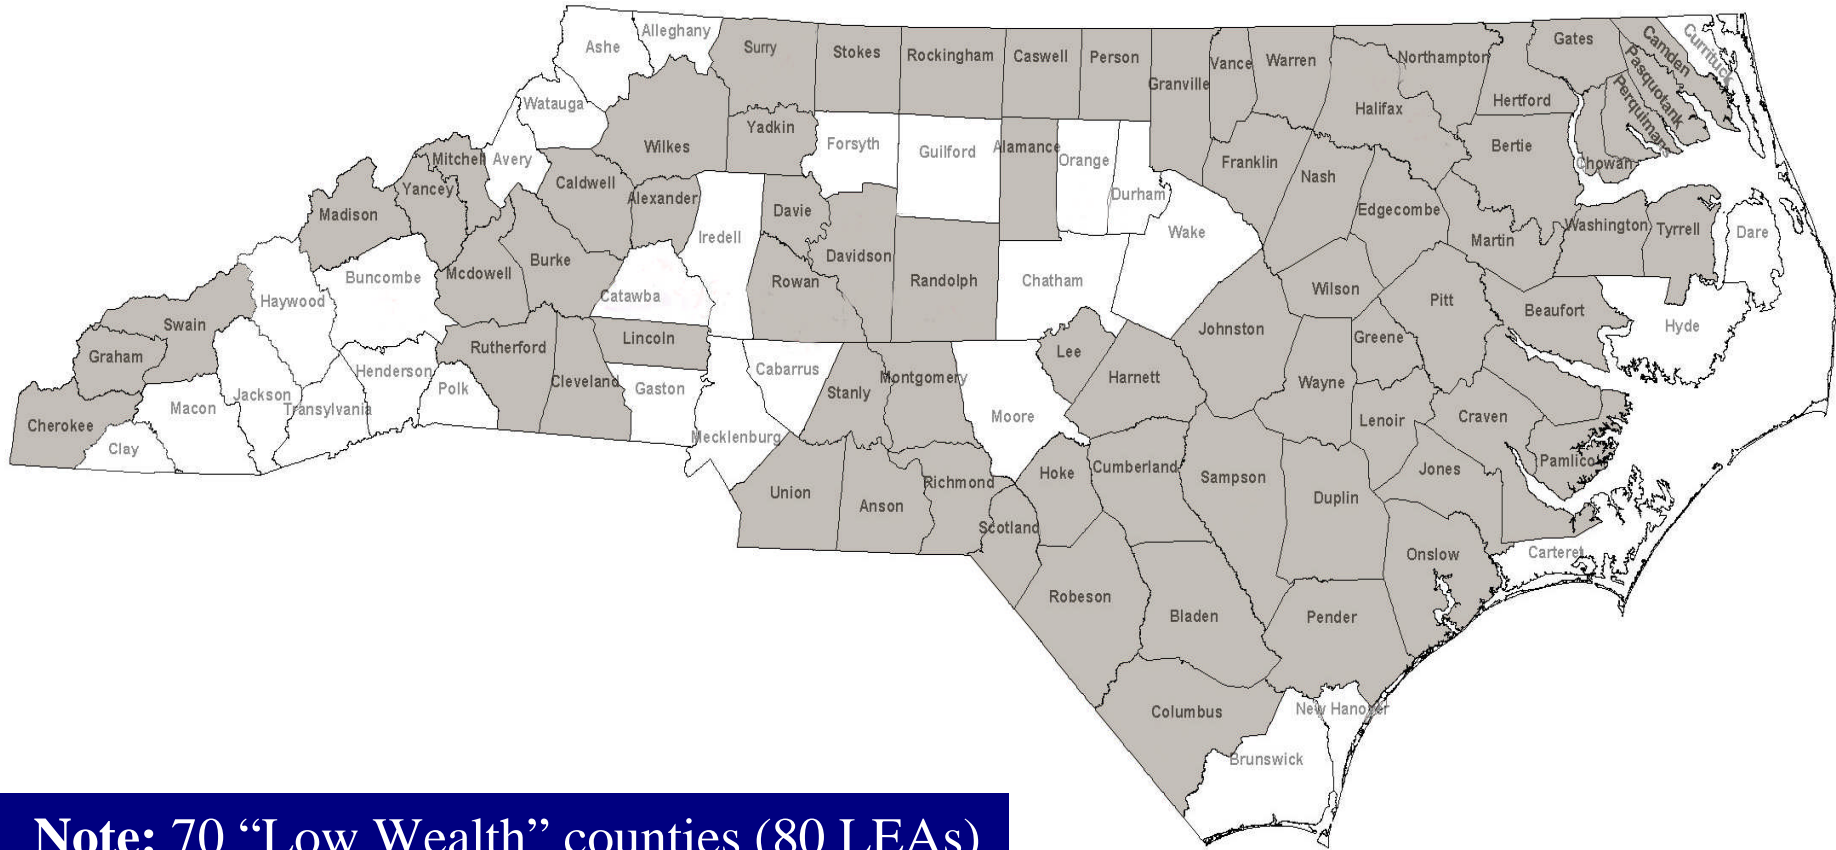 Alleghany
Ashe
Surry
Stokes
Rockingham
Caswell
Person
Granville
Vance
Warren
Northampton
Gates
Camden
Currituck
Pasquotank
Perquimans
Hertford
Halifax
Watauga
Wilkes
Yadkin
Forsyth
Guilford
Alamance
Orange
Durham
Franklin
Nash
Bertie
Chowan
Mitchell
Avery
Yancey
Caldwell
Alexander
Madison
Iredell
Davie
Davidson
Randolph
Chatham
Wake
Edgecombe
Martin
Washington
Tyrrell
Dare
Buncombe
Mcdowell
Burke
Catawba
Rowan
Wilson
Pitt
Beaufort
Hyde
Haywood
Swain
Graham
Rutherford
Lincoln
Johnston
Greene
Lee
Harnett
Wayne
Cherokee
Clay
Macon
Jackson
Transylvania
Henderson
Polk
Cleveland
Gaston
Cabarrus
Stanly
Montgomery
Moore
Mecklenburg
Lenoir
Craven
Pamlico
Jones
Union
Anson
Richmond
Scotland
Hoke
Cumberland
Sampson
Duplin
Onslow
Carteret
Robeson
Bladen
Pender
Columbus
New Hanover
Brunswick
Note: 70 “Low Wealth” counties (80 LEAs)